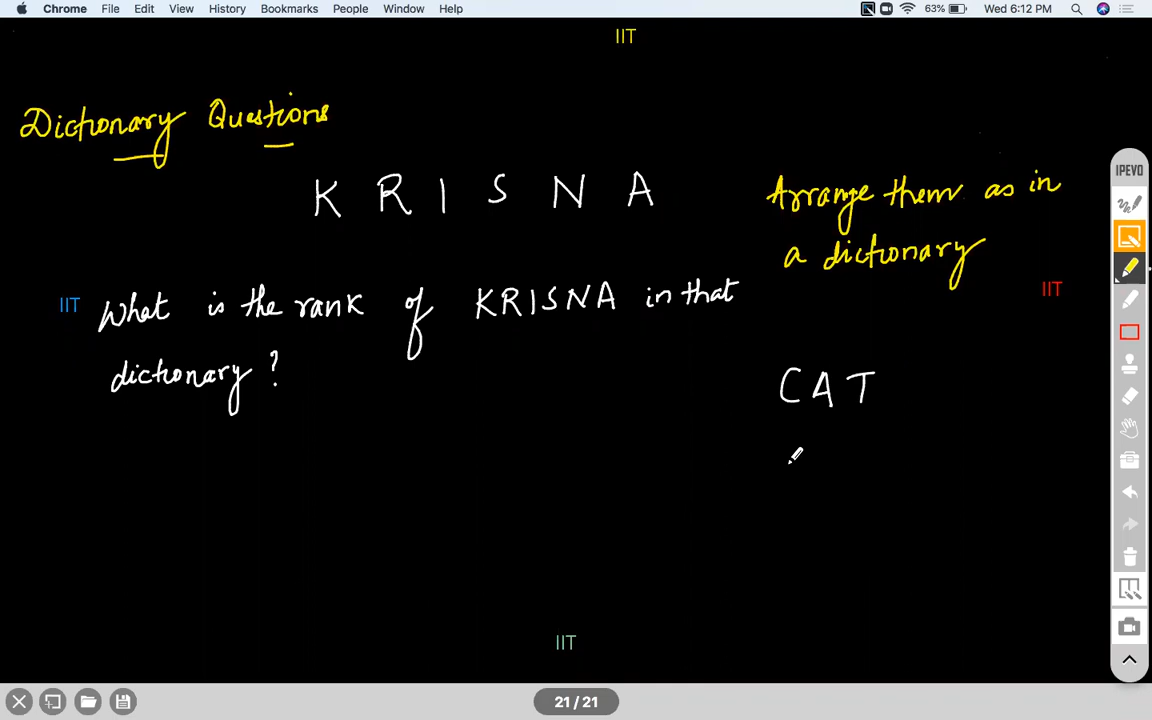 Chrome File Edit View History Bookmarks People Window Help 63% Wed 6:12 PM
IIT
Dictionary Questions
K R I S N A
Arrange them as in
a dictionary
IIT
IIT
What is the rank of KRISNA in that
dictionary?
C A T
IIT
IPEVO
21 / 21